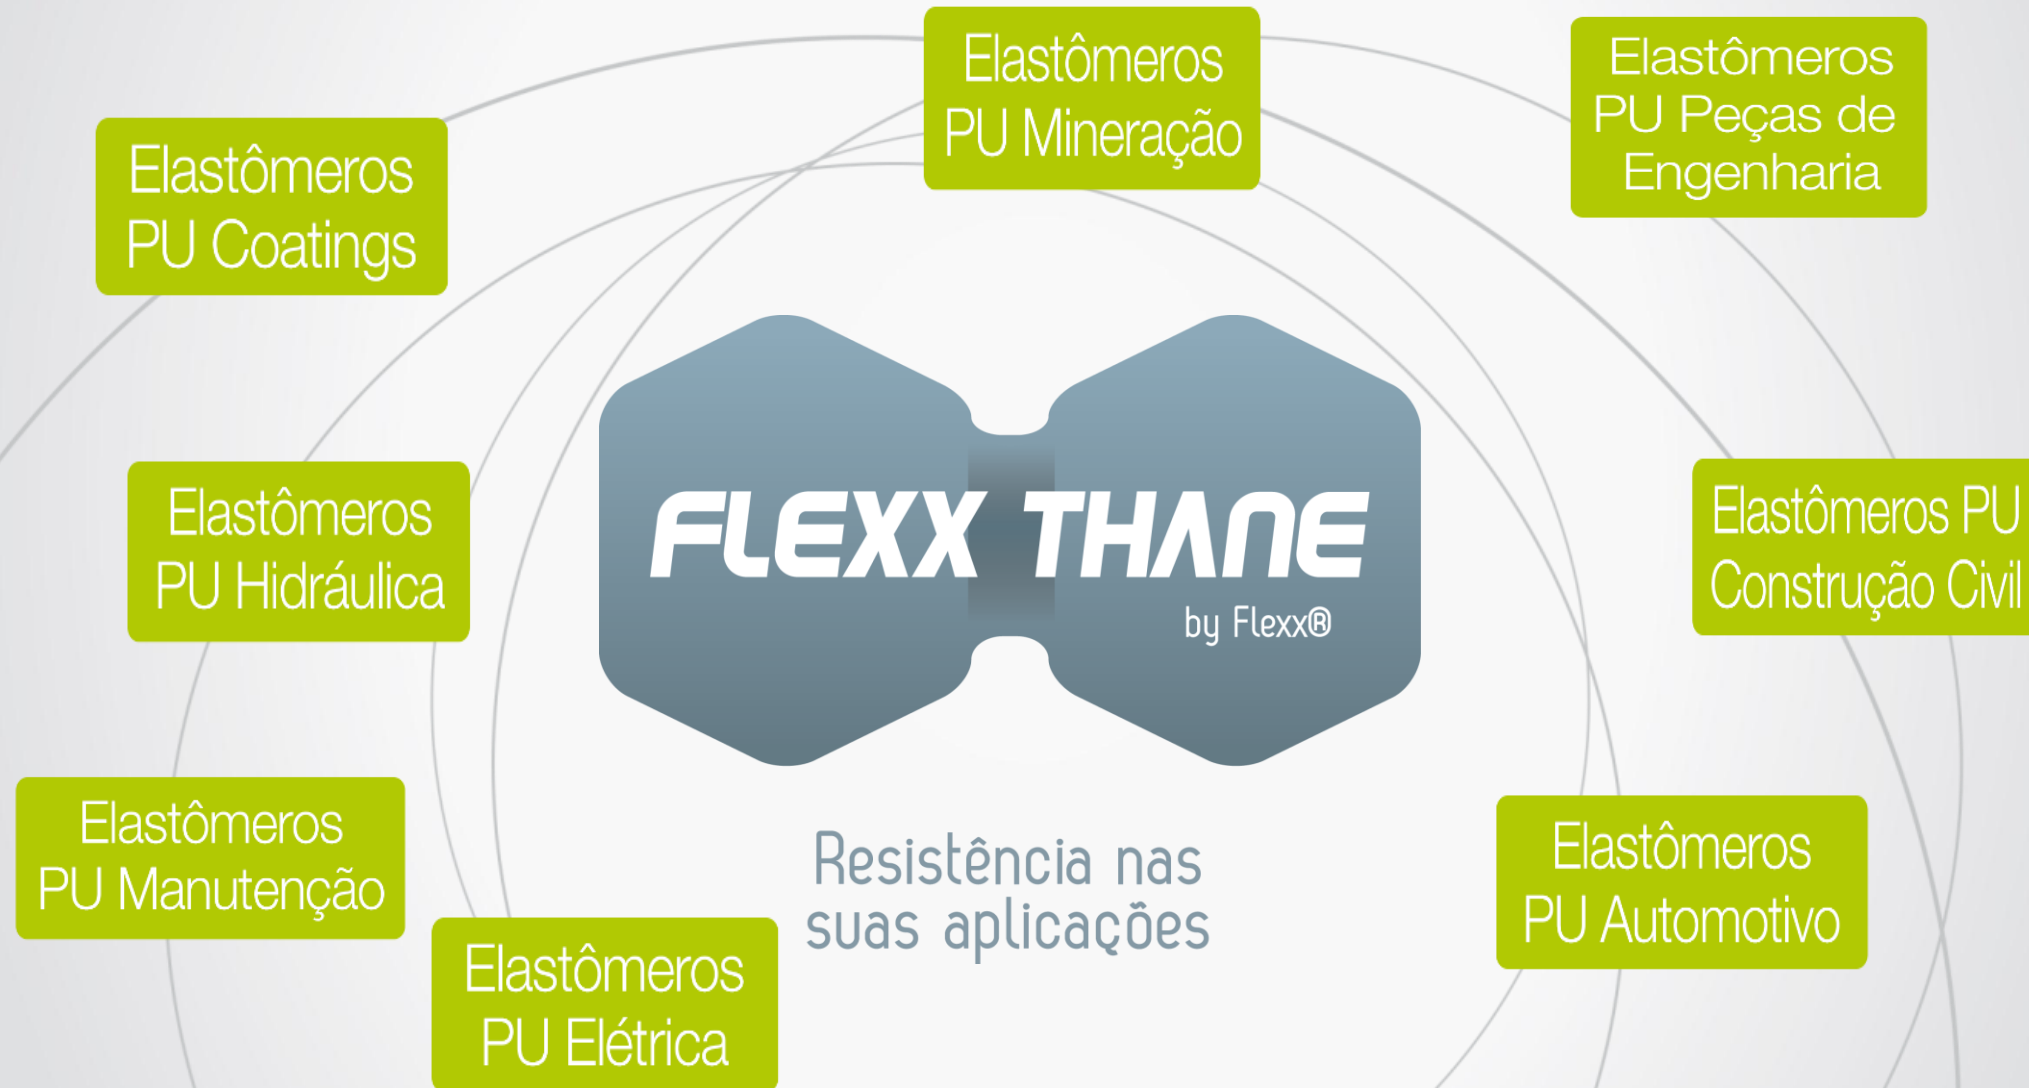 Elastômeros
PU Mineração
Elastômeros
PU Peças de
Engenharia
Elastômeros
PU Coatings
FLEXX THANE
by Flexx®
Elastômeros
PU Hidráulica
Elastômeros PU
Construção Civil
Elastômeros
PU Manutenção
Resistência nas
suas aplicações
Elastômeros
PU Automotivo
Elastômeros
PU Elétrica